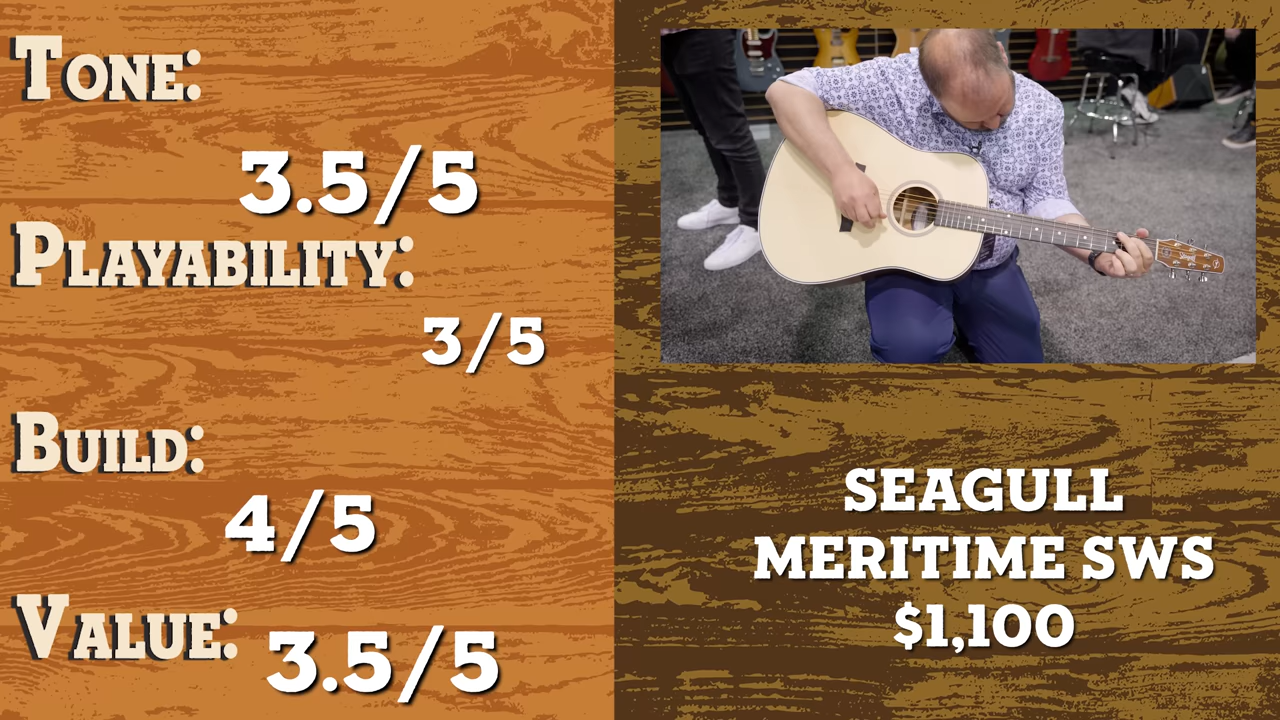 Tone:
3.5/5
Playability:
3/5
Build:
4/5
Value:
3.5/5
SEAGULL
MERITIME SWS
$1,100